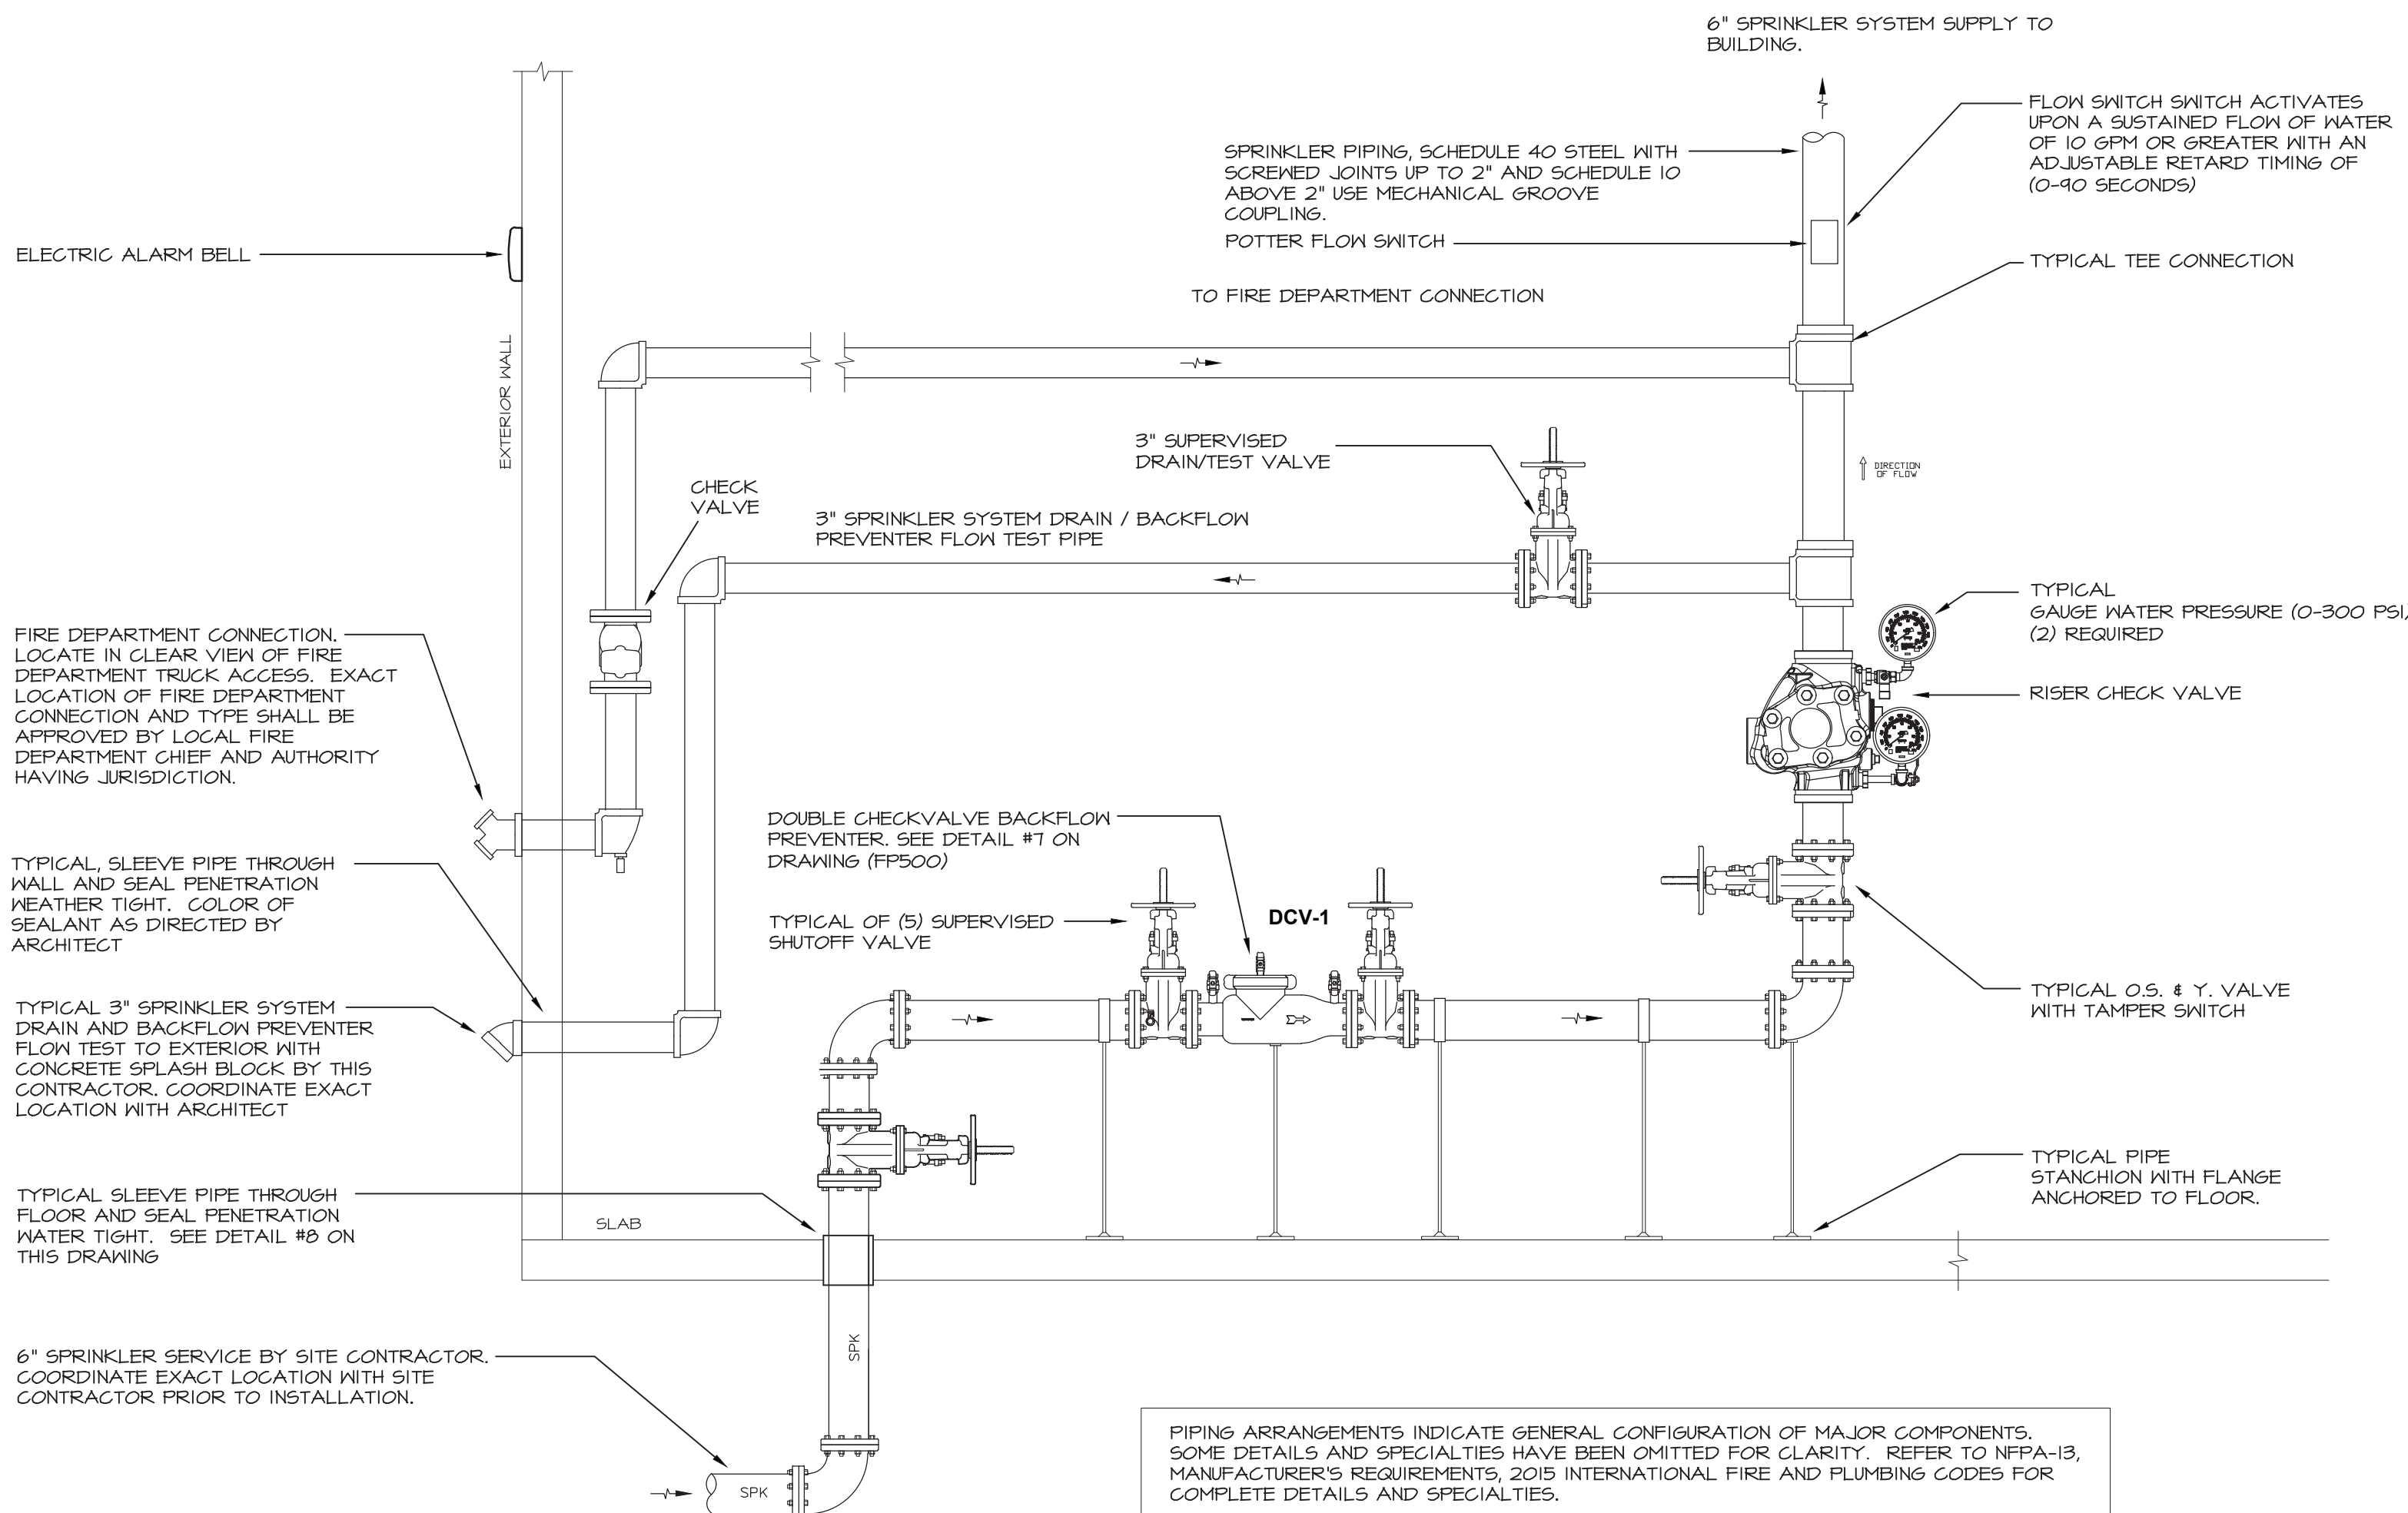 6" SPRINKLER SYSTEM SUPPLY TO
BUILDING.
FLOW SWITCH SWITCH ACTIVATES
UPON A SUSTAINED FLOW OF WATER
OF 10 GPM OR GREATER WITH AN
ADJUSTABLE RETARD TIMING OF
(0-90 SECONDS)
SPRINKLER PIPING, SCHEDULE 40 STEEL WITH
SCREWED JOINTS UP TO 2" AND SCHEDULE 10
ABOVE 2" USE MECHANICAL GROOVE
COUPLING.
POTTER FLOW SWITCH
ELECTRIC ALARM BELL
TYPICAL TEE CONNECTION
TO FIRE DEPARTMENT CONNECTION
EXTERIOR WALL
3" SUPERVISED
DRAIN/TEST VALVE
DIRECTION
OF FLOW
CHECK
VALVE
3" SPRINKLER SYSTEM DRAIN / BACKFLOW
PREVENTER FLOW TEST PIPE
TYPICAL
GAUGE WATER PRESSURE (0-300 PSI)
(2) REQUIRED
FIRE DEPARTMENT CONNECTION.
LOCATE IN CLEAR VIEW OF FIRE
DEPARTMENT TRUCK ACCESS. EXACT
LOCATION OF FIRE DEPARTMENT
CONNECTION AND TYPE SHALL BE
APPROVED BY LOCAL FIRE
DEPARTMENT CHIEF AND AUTHORITY
HAVING JURISDICTION.
RISER CHECK VALVE
DOUBLE CHECKVALVE BACKFLOW
PREVENTER. SEE DETAIL #7 ON
DRAWING (FP500)
TYPICAL, SLEEVE PIPE THROUGH
WALL AND SEAL PENETRATION
WEATHER TIGHT. COLOR OF
SEALANT AS DIRECTED BY
ARCHITECT
TYPICAL OF (5) SUPERVISED
SHUTOFF VALVE
DCV-1
TYPICAL O.S. & Y. VALVE
WITH TAMPER SWITCH
TYPICAL 3" SPRINKLER SYSTEM
DRAIN AND BACKFLOW PREVENTER
FLOW TEST TO EXTERIOR WITH
CONCRETE SPLASH BLOCK BY THIS
CONTRACTOR. COORDINATE EXACT
LOCATION WITH ARCHITECT
TYPICAL PIPE
STANCHION WITH FLANGE
ANCHORED TO FLOOR.
TYPICAL SLEEVE PIPE THROUGH
FLOOR AND SEAL PENETRATION
WATER TIGHT. SEE DETAIL #8 ON
THIS DRAWING
SLAB
SPK
6" SPRINKLER SERVICE BY SITE CONTRACTOR.
COORDINATE EXACT LOCATION WITH SITE
CONTRACTOR PRIOR TO INSTALLATION.
SPK
PIPING ARRANGEMENTS INDICATE GENERAL CONFIGURATION OF MAJOR COMPONENTS.
SOME DETAILS AND SPECIALTIES HAVE BEEN OMITTED FOR CLARITY. REFER TO NFPA-13,
MANUFACTURER'S REQUIREMENTS, 2015 INTERNATIONAL FIRE AND PLUMBING CODES FOR
COMPLETE DETAILS AND SPECIALTIES.